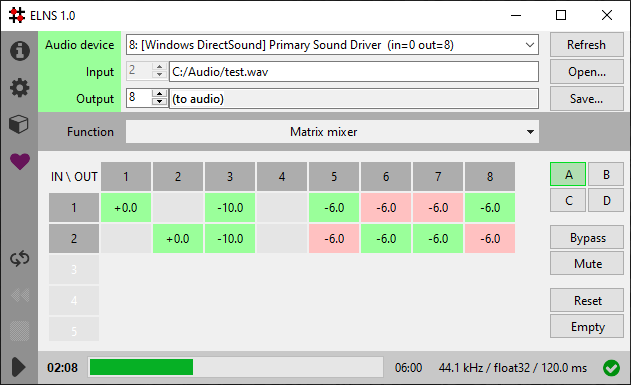 ELNS 1.0
Audio device 8: [Windows DirectSound] Primary Sound Driver (in=0 out=8) Refresh
Input 2 C:/Audio/test.wav Open...
Output 8 (to audio) Save...
Function Matrix mixer
IN \ OUT 1 2 3 4 5 6 7 8 A B
1 +0.0 -10.0 -6.0 -6.0 -6.0 -6.0 C D
2 +0.0 -10.0 -6.0 -6.0 -6.0 -6.0 Bypass
3 Mute
4 Reset
5 Empty
02:08 06:00 44.1 kHz / float32 / 120.0 ms